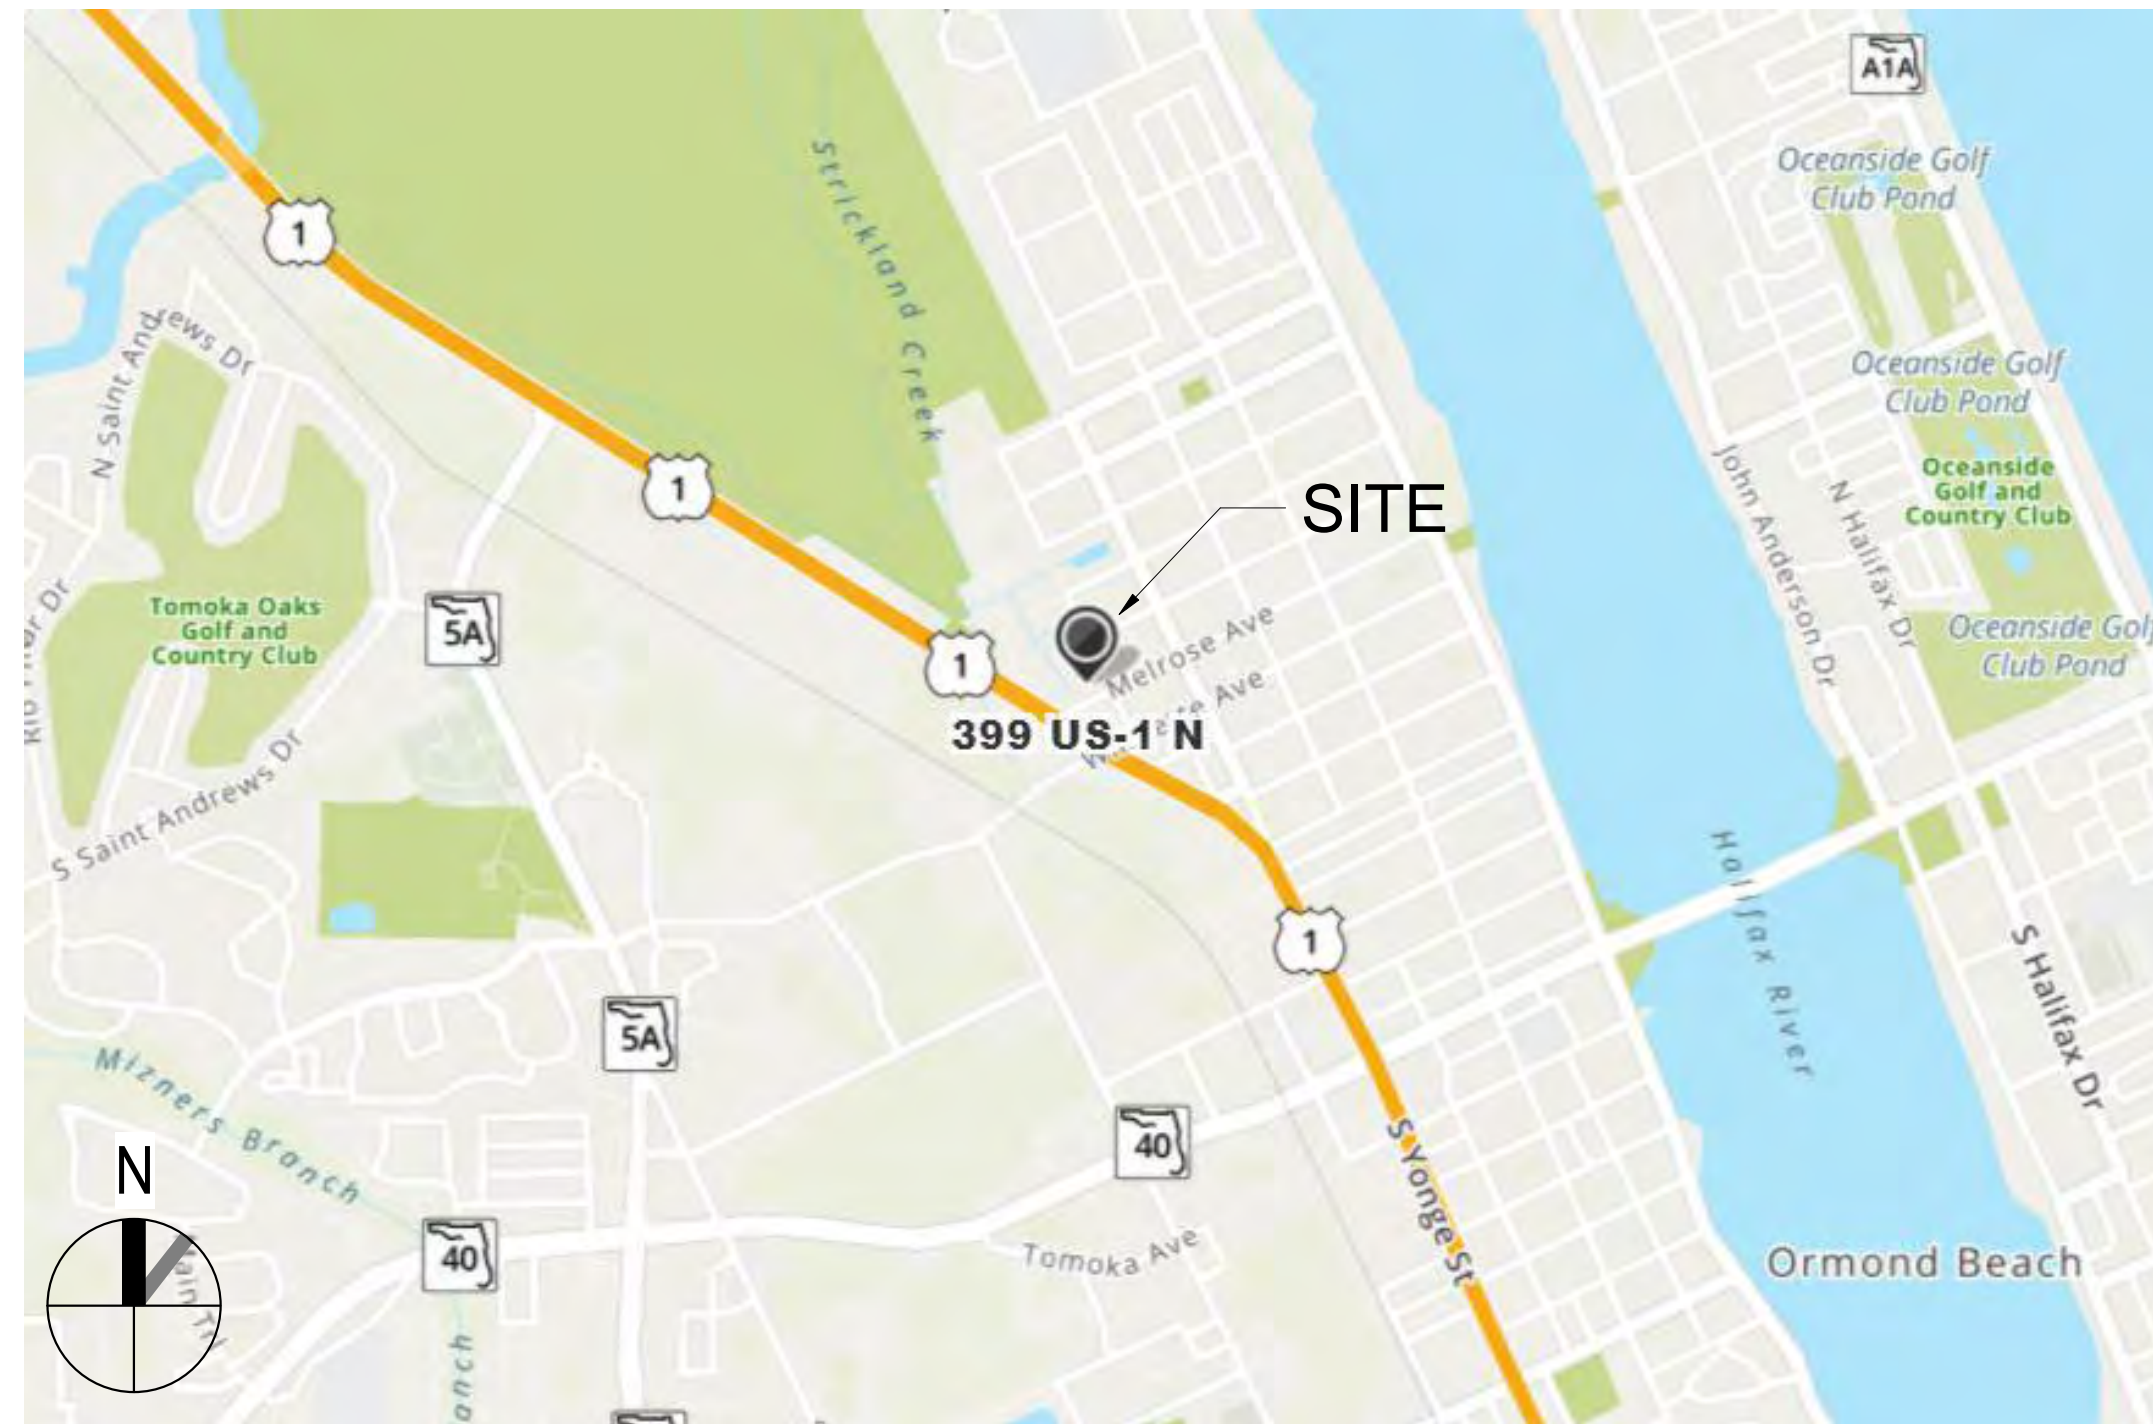 A1A
Oceanside Golf
Club Pond
Strickland Creek
1
N Saint Andrews Dr
Oceanside Golf
Club Pond
1
SITE
John Anderson Dr
N Halifax Dr
Oceanside
Golf and
Country Club
Tomoka Oaks
Golf and
Country Club
5A
1
Melrose Ave
Oceanside Golf
Club Pond
399 US-1 N
Ave
S Saint Andrews Dr
Halifax River
1
S Halifax Dr
5A
Mizners Branch
N
40
S Yonge St
40
Tomoka Ave
Ormond Beach